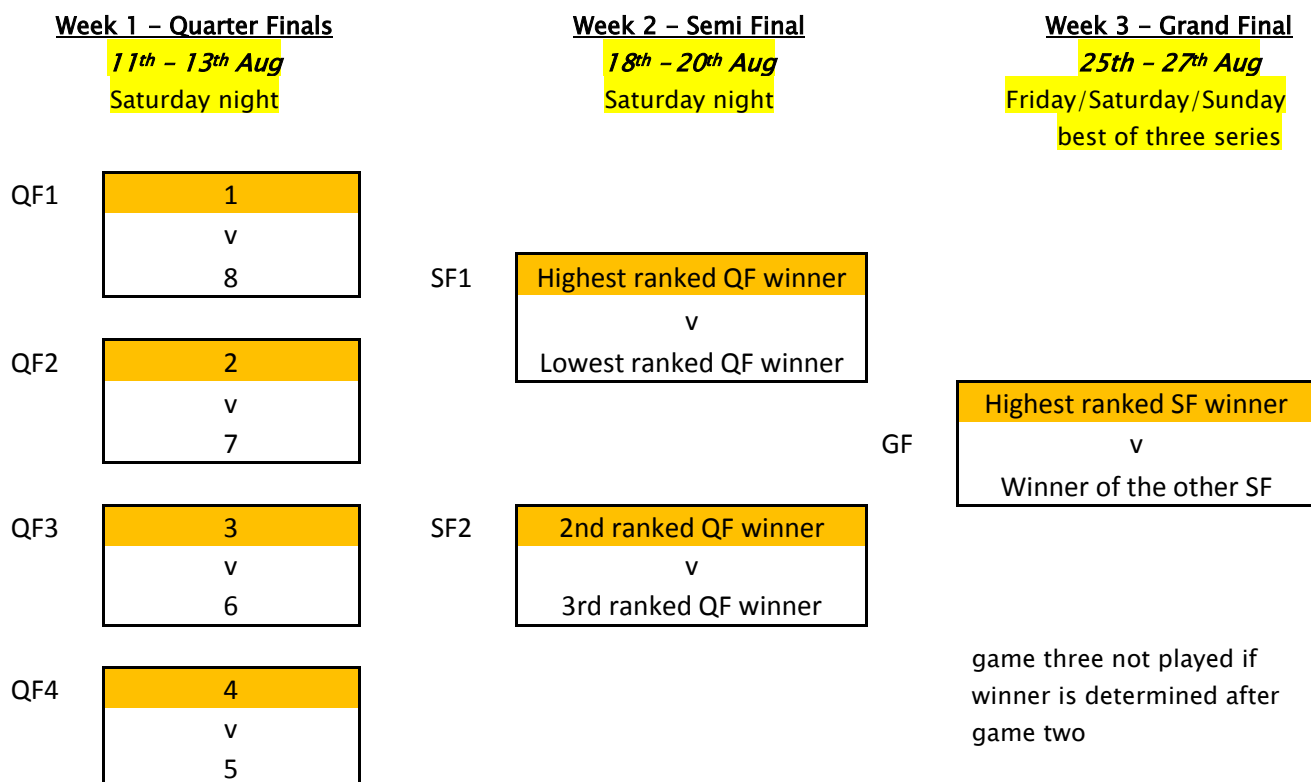 Week 1 – Quarter Finals
11th – 13th Aug
Saturday night
QF1
1
v
8
QF2
2
v
7
QF3
3
v
6
QF4
4
v
5
Week 2 – Semi Final
18th – 20th Aug
Saturday night
SF1
Highest ranked QF winner
v
Lowest ranked QF winner
SF2
2nd ranked QF winner
v
3rd ranked QF winner
Week 3 – Grand Final
25th – 27th Aug
Friday/Saturday/Sunday
best of three series
GF
Highest ranked SF winner
v
Winner of the other SF
game three not played if
winner is determined after
game two